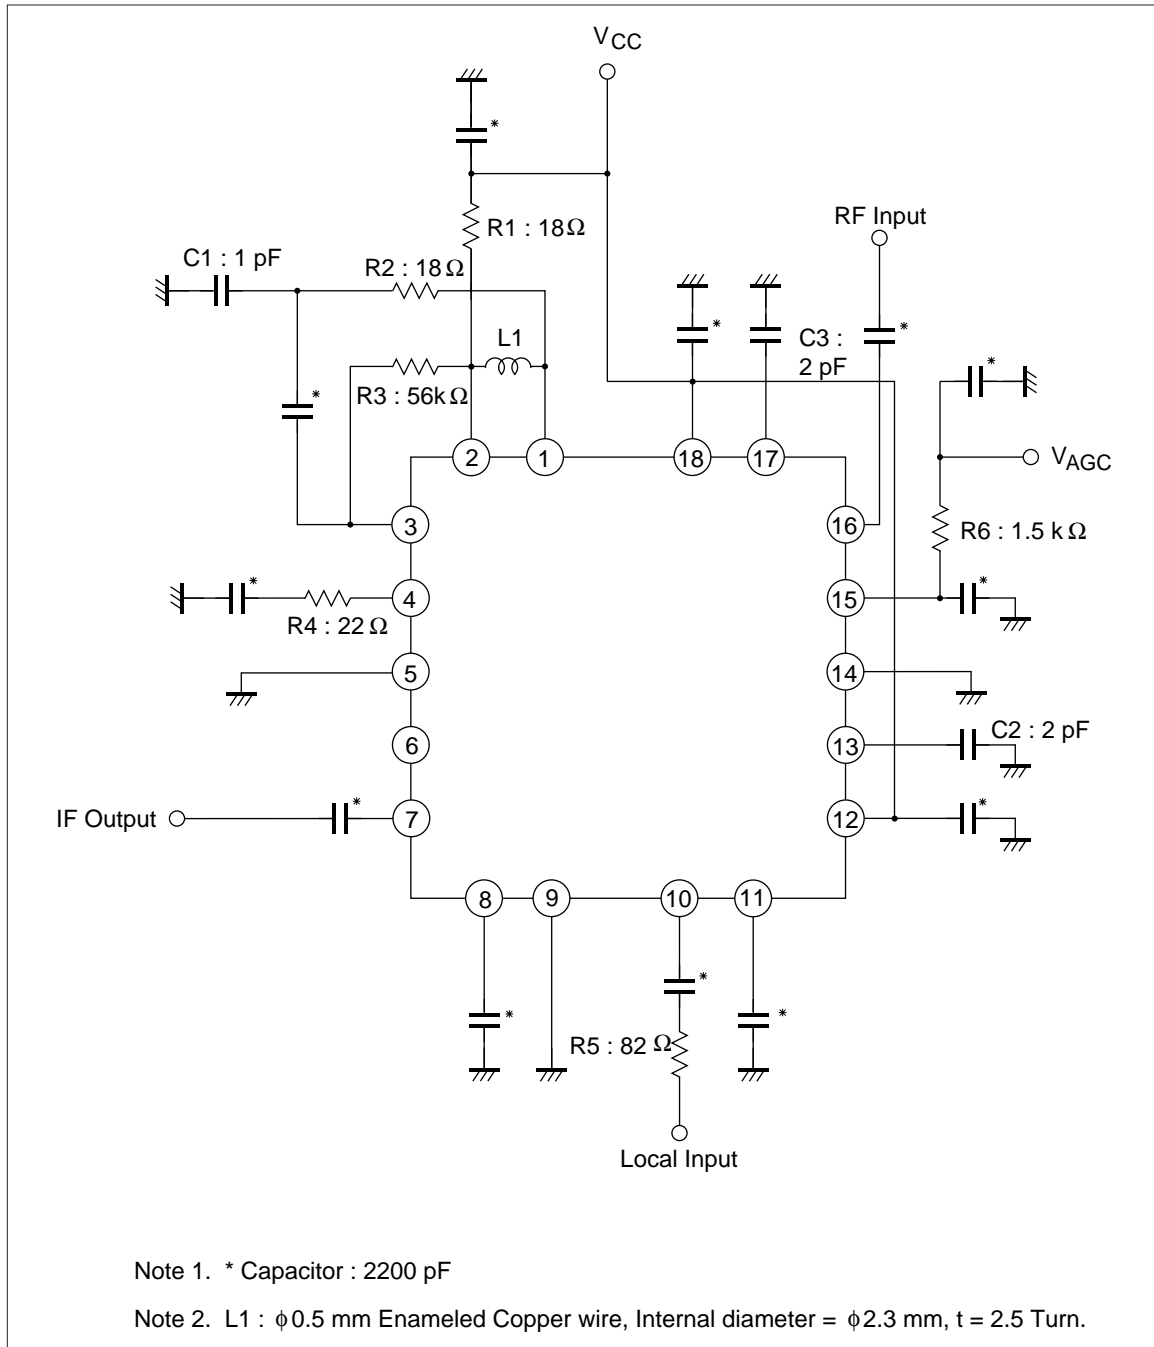 VCC
*
R1 : 18Ω
RF Input
C1 : 1 pF
R2 : 18 Ω
L1
*
C3 :
2 pF
*
*
R3 : 56k Ω
*
2
1
18
17
VAGC
3
16
R6 : 1.5 k Ω
*
*
4
15
R4 : 22 Ω
5
14
6
13
C2 : 2 pF
IF Output
*
7
12
*
8
9
10
11
*
*
*
R5 : 82 Ω
Local Input
Note 1. * Capacitor : 2200 pF
Note 2. L1 : φ0.5 mm Enameled Copper wire, Internal diameter = φ2.3 mm, t = 2.5 Turn.